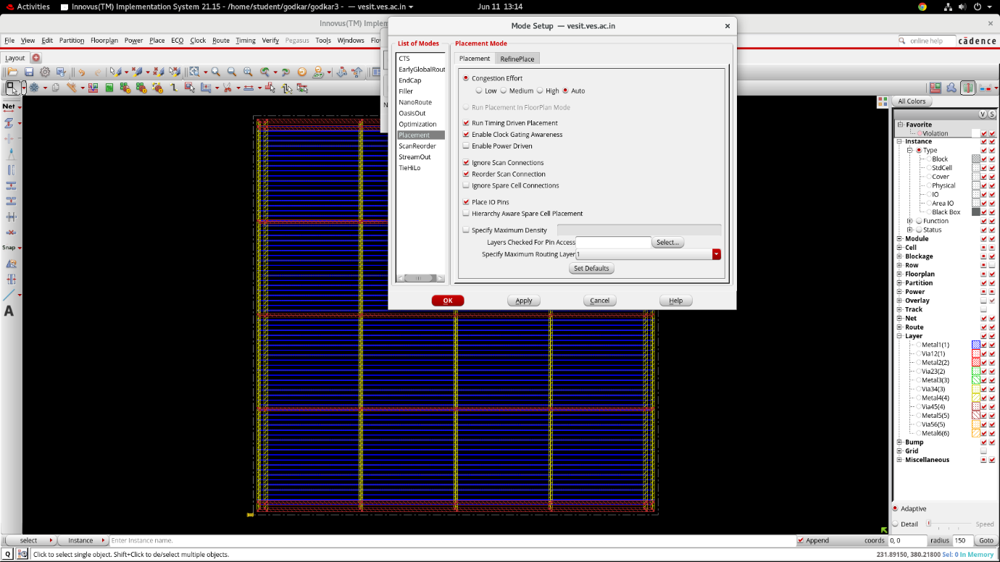 Activities
Innovus(TM) Implementation System 21.15 - /home/student/godkar/godkar3 - — vesit.ves.ac.in
Jun 11 13:14
Innovus(TM) Implem
Mode Setup — vesit.ves.ac.in
File View Edit Partition Floorplan Power Place ECO Clock Route Timing Verify Pegasus Tools Windows Flo
online help
cādence
Layout
List of Modes
CTS
EarlyGlobalRout
EndCap
Filler
NanoRoute
OasisOut
Optimization
Placement
ScanReorder
StreamOut
TieHiLo
Placement Mode
Placement RefinePlace
Congestion Effort
Low Medium High Auto
Run Placement In FloorPlan Mode
Run Timing Driven Placement
Enable Clock Gating Awareness
Enable Power Driven
Ignore Scan Connections
Reorder Scan Connection
Ignore Spare Cell Connections
Place IO Pins
Hierarchy Aware Spare Cell Placement
Specify Maximum Density
Layers Checked For Pin Access Select...
Specify Maximum Routing Layer 1
Set Defaults
OK Apply Cancel Help
Net
Snap
A
N
All Colors
V S
Favorite
Violation
Instance
Type
Block
StdCell
Cover
Physical
IO
Area IO
Black Box
Function
Status
Module
Cell
Blockage
Row
Floorplan
Partition
Power
Overlay
Track
Net
Route
Layer
Metal1(1)
Via12(1)
Metal2(2)
Via23(2)
Metal3(3)
Via34(3)
Metal4(4)
Via45(4)
Metal5(5)
Via56(5)
Metal6(6)
Bump
Grid
Miscellaneous
Adaptive
Detail Speed
select Instance Enter Instance name. Append coords 0, 0 radius 150 Goto
Q Click to select single object. Shift+Click to de/select multiple objects. 231.89150, 380.21800 Sel: 0 In Memory